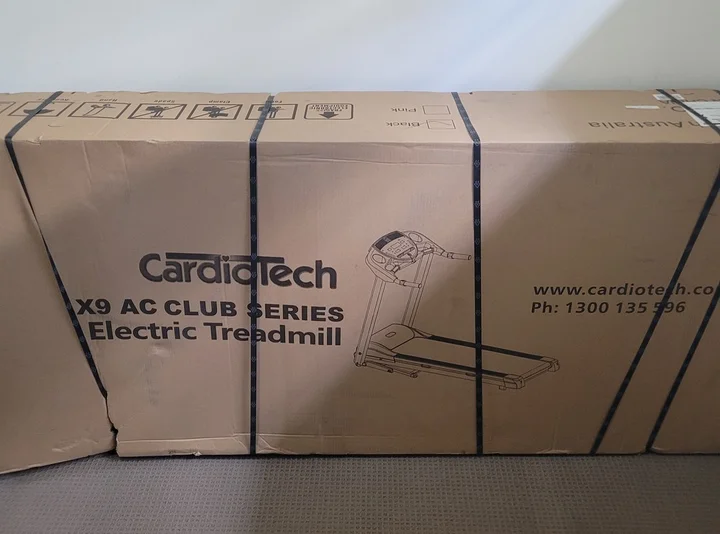 Pink
Black
n Australia
CardioTech
X9 AC CLUB SERIES
Electric Treadmill
www.cardiotech.co
Ph: 1300 135 596